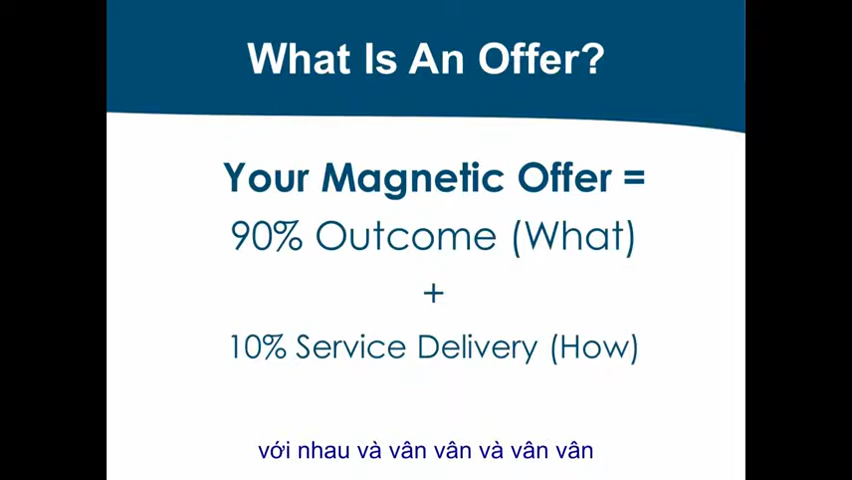 What Is An Offer?
Your Magnetic Offer =
90% Outcome (What)
+
10% Service Delivery (How)
với nhau và vân vân và vân vân